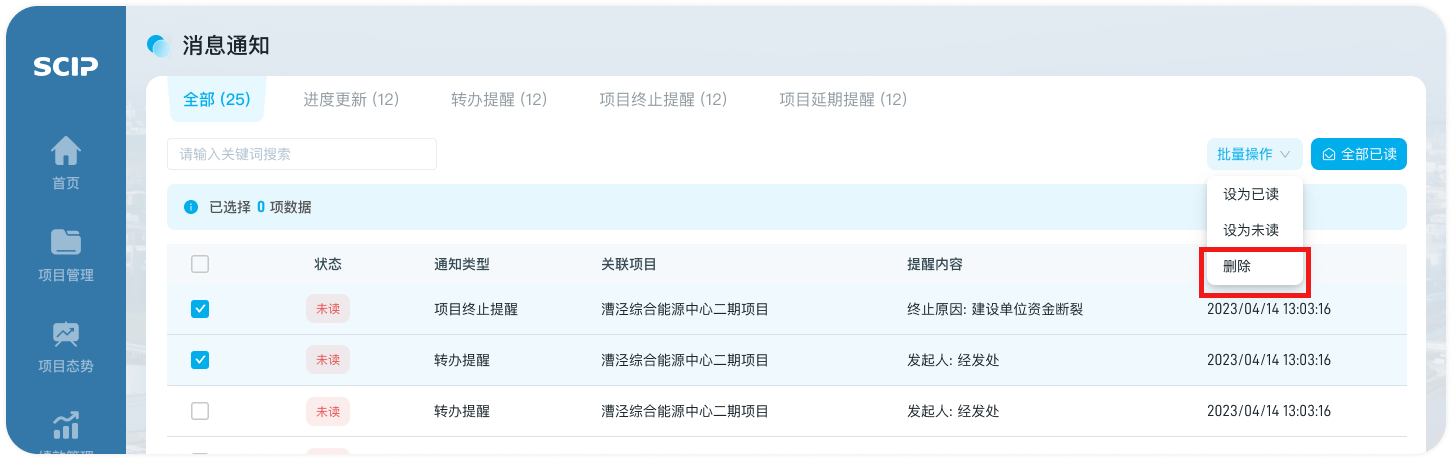 SCIP
首页
项目管理
项目态势
消息通知
全部 (25) 进度更新 (12) 转办提醒 (12) 项目终止提醒 (12) 项目延期提醒 (12)
请输入关键词搜索 批量操作 全部已读
设为已读
设为未读
删除
已选择 0 项数据
状态 通知类型 关联项目 提醒内容
未读 项目终止提醒 漕泾综合能源中心二期项目 终止原因: 建设单位资金断裂 2023/04/14 13:03:16
未读 转办提醒 漕泾综合能源中心二期项目 发起人: 经发处 2023/04/14 13:03:16
未读 转办提醒 漕泾综合能源中心二期项目 发起人: 经发处 2023/04/14 13:03:16